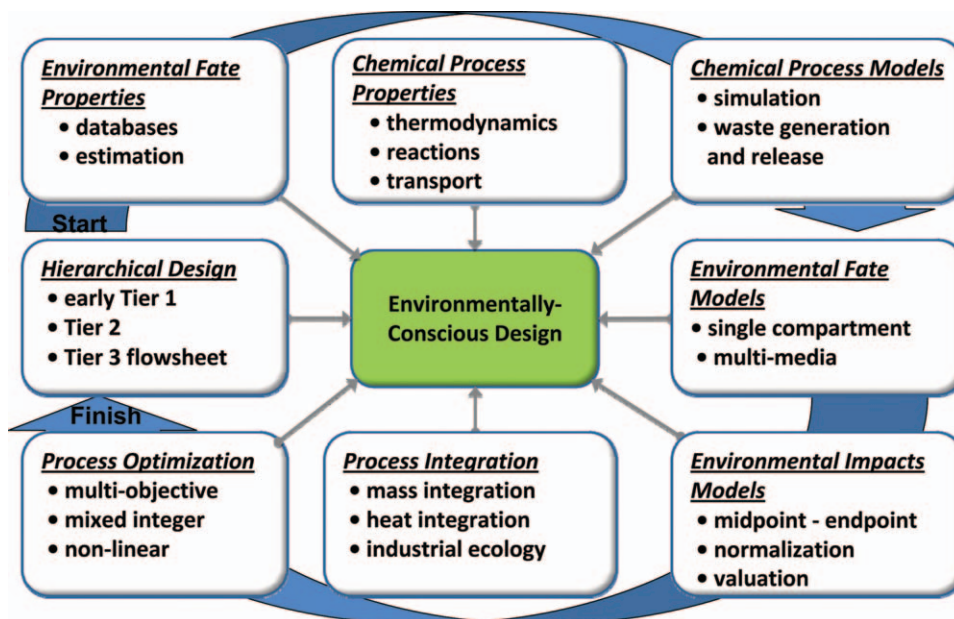 Environmental Fate
Properties
• databases
• estimation
Chemical Process
Properties
• thermodynamics
• reactions
• transport
Chemical Process Models
• simulation
• waste generation
and release
Start
Hierarchical Design
• early Tier 1
• Tier 2
• Tier 3 flowsheet
Environmentally-
Conscious Design
Environmental Fate
Models
• single compartment
• multi-media
Finish
Process Optimization
• multi-objective
• mixed integer
• non-linear
Process Integration
• mass integration
• heat integration
• industrial ecology
Environmental Impacts
Models
• midpoint - endpoint
• normalization
• valuation